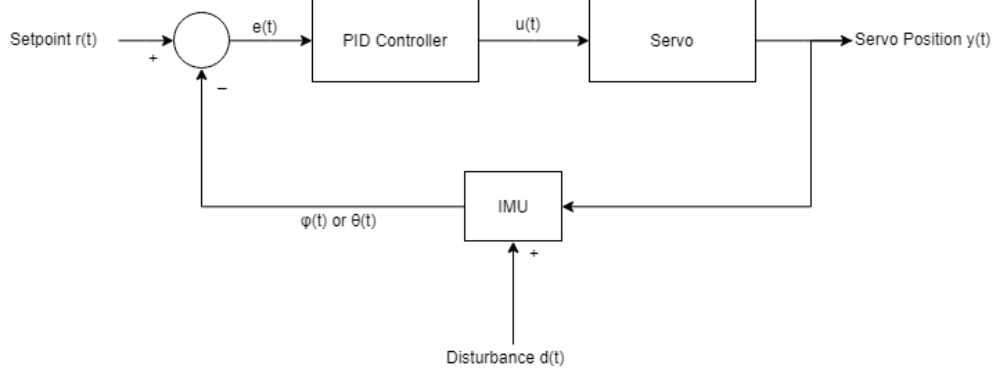 Setpoint r(t)
+
−
e(t)
PID Controller
u(t)
Servo
Servo Position y(t)
IMU
φ(t) or θ(t)
+
Disturbance d(t)